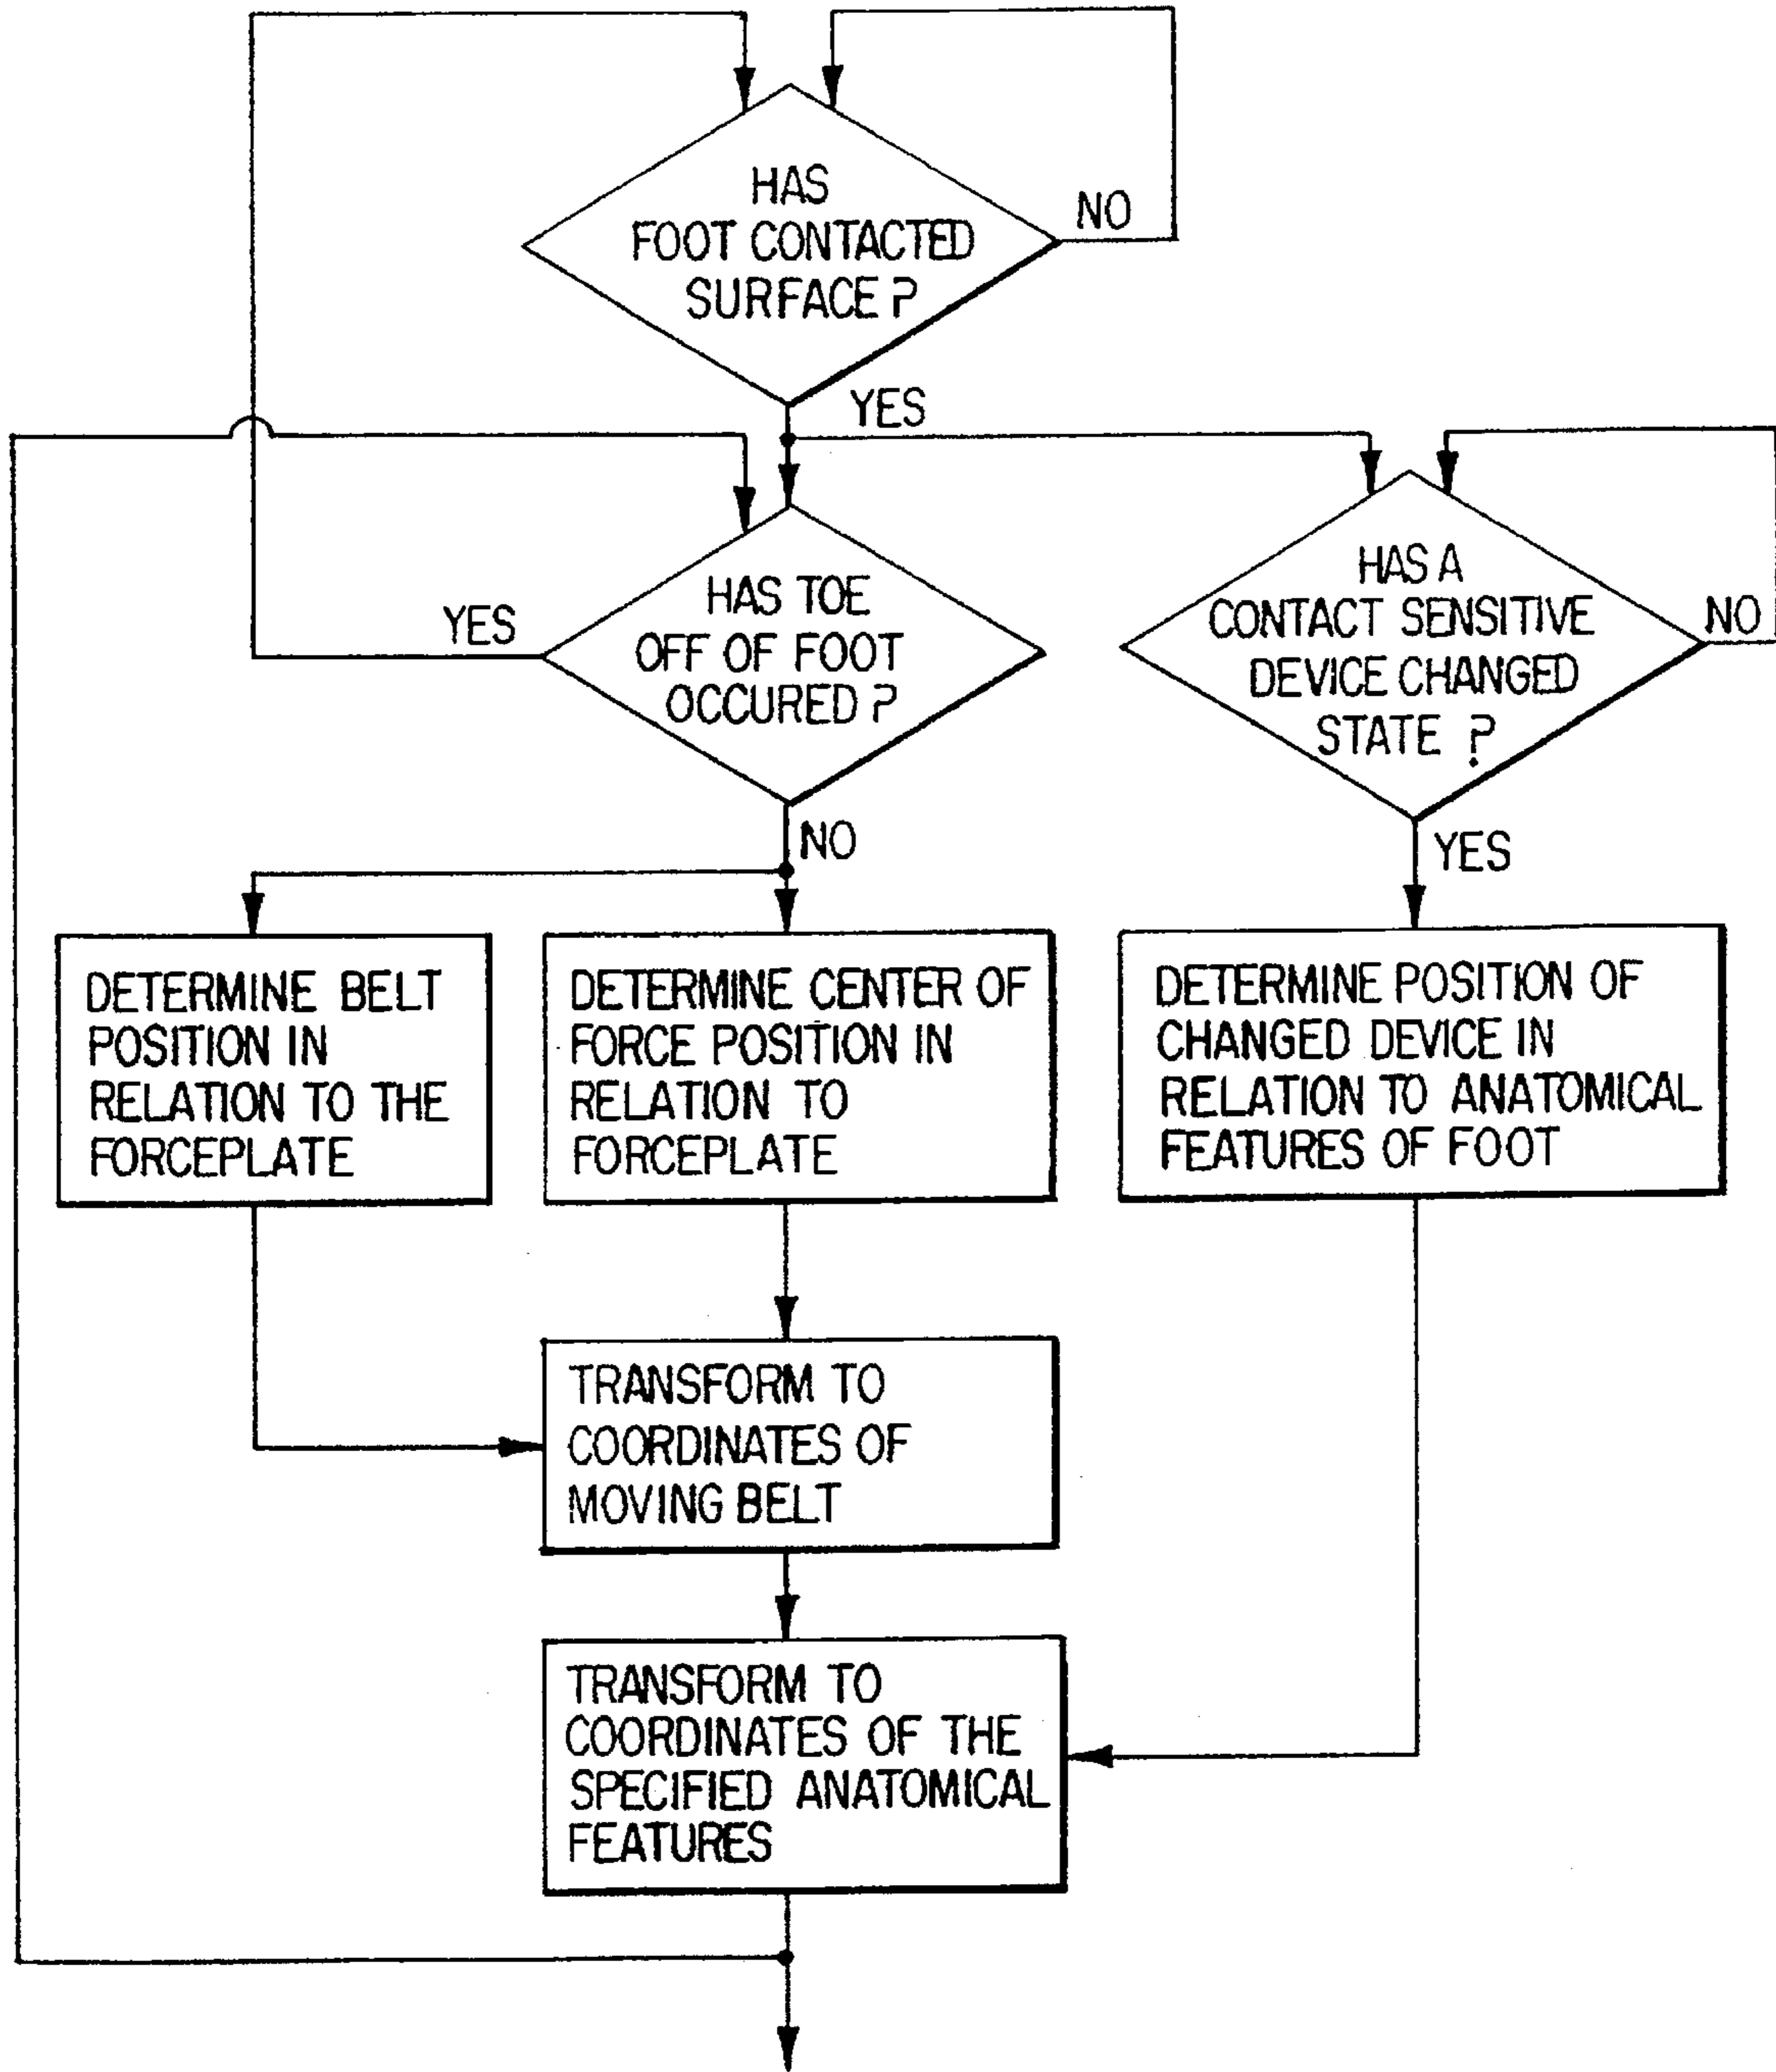 HAS
FOOT CONTACTED
SURFACE ?
NO
YES
HAS TOE
OFF OF FOOT
OCCURED ?
YES
NO
HAS A
CONTACT SENSITIVE
DEVICE CHANGED
STATE ?
NO
YES
DETERMINE BELT
POSITION IN
RELATION TO THE
FORCEPLATE
DETERMINE CENTER OF
FORCE POSITION IN
RELATION TO
FORCEPLATE
DETERMINE POSITION OF
CHANGED DEVICE IN
RELATION TO ANATOMICAL
FEATURES OF FOOT
TRANSFORM TO
COORDINATES OF
MOVING BELT
TRANSFORM TO
COORDINATES OF THE
SPECIFIED ANATOMICAL
FEATURES